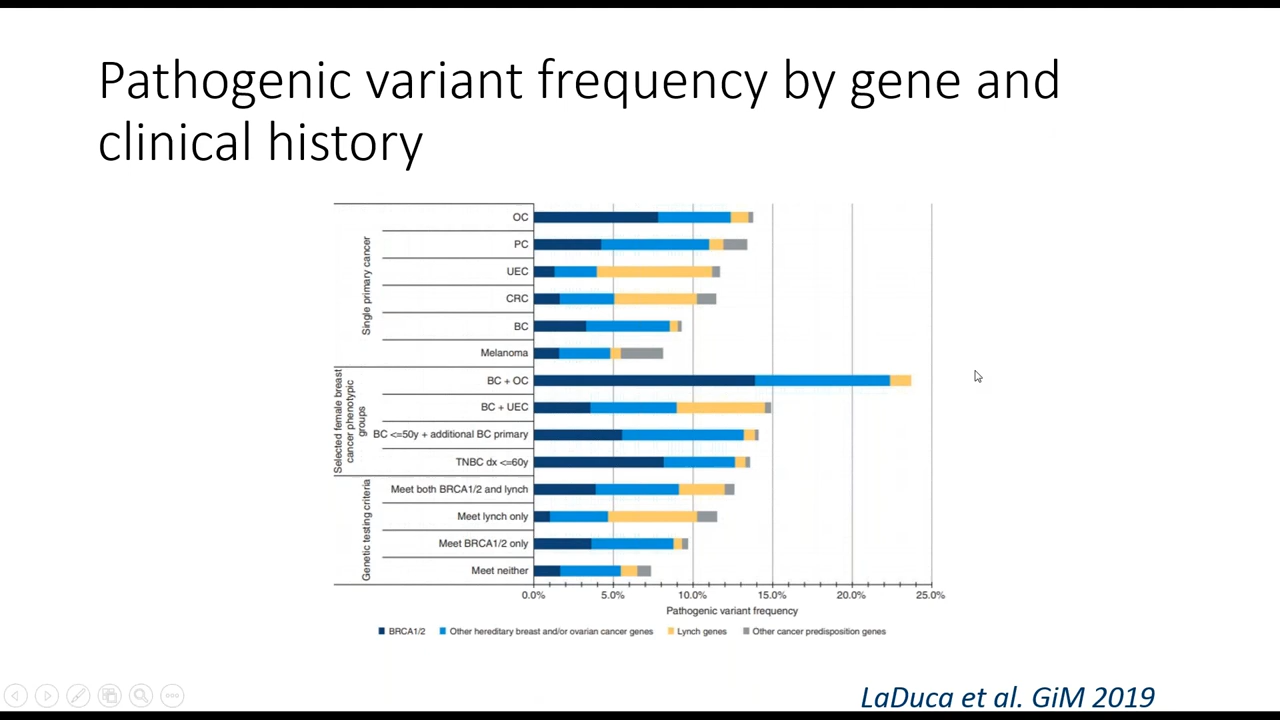 Pathogenic variant frequency by gene and
clinical history
Single primary cancer
OC
PC
UEC
CRC
BC
Melanoma
Selected female breast
cancer phenotypic
groups
BC + OC
BC + UEC
BC <=50y + additional BC primary
TNBC dx <=60y
Genetic testing criteria
Meet both BRCA1/2 and lynch
Meet lynch only
Meet BRCA1/2 only
Meet neither
0.0% 5.0% 10.0% 15.0% 20.0% 25.0%
Pathogenic variant frequency
BRCA1/2 Other hereditary breast and/or ovarian cancer genes Lynch genes Other cancer predisposition genes
LaDuca et al. GiM 2019